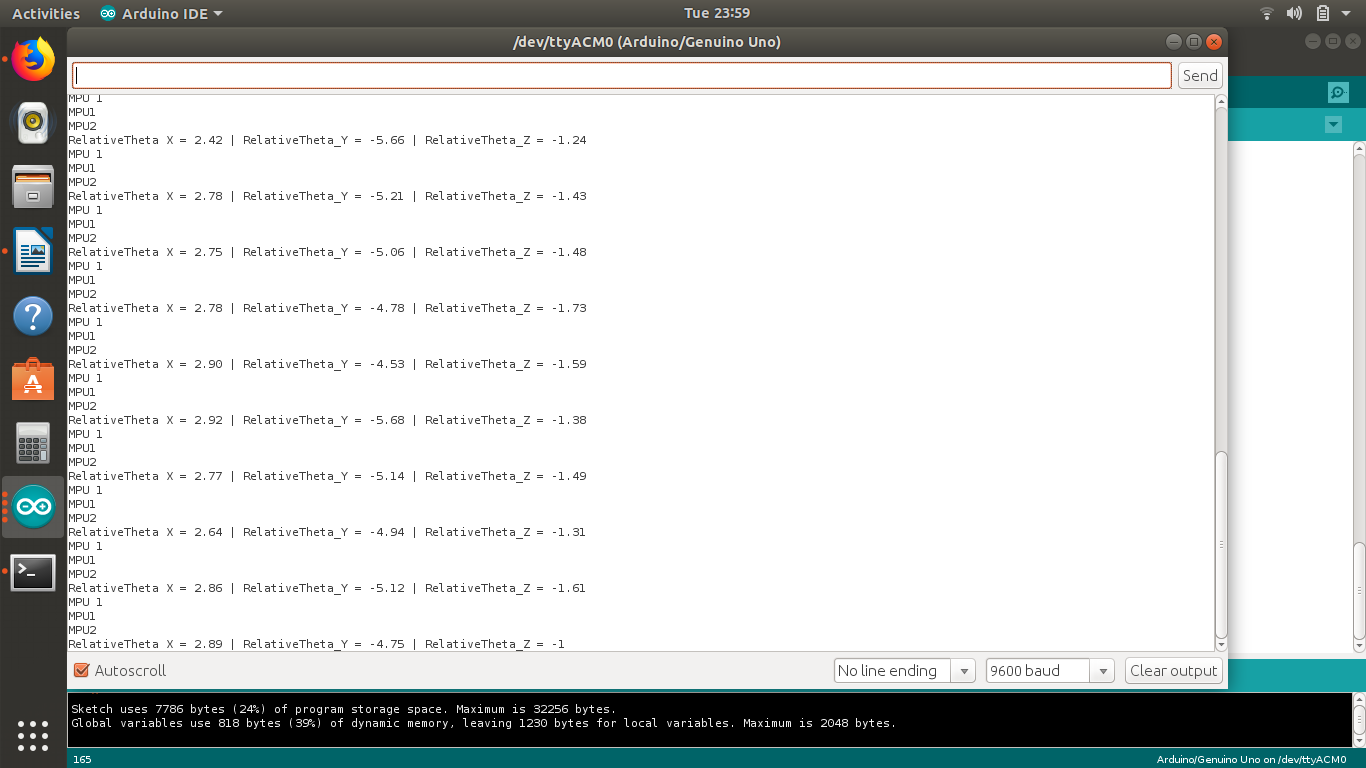 Activities Arduino IDE Tue 23:59
/dev/ttyACM0 (Arduino/Genuino Uno)
Send
MPU 1
MPU1
MPU2
RelativeTheta X = 2.42 | RelativeTheta_Y = -5.66 | RelativeTheta_Z = -1.24
MPU 1
MPU1
MPU2
RelativeTheta X = 2.78 | RelativeTheta_Y = -5.21 | RelativeTheta_Z = -1.43
MPU 1
MPU1
MPU2
RelativeTheta X = 2.75 | RelativeTheta_Y = -5.06 | RelativeTheta_Z = -1.48
MPU 1
MPU1
MPU2
RelativeTheta X = 2.78 | RelativeTheta_Y = -4.78 | RelativeTheta_Z = -1.73
MPU 1
MPU1
MPU2
RelativeTheta X = 2.90 | RelativeTheta_Y = -4.53 | RelativeTheta_Z = -1.59
MPU 1
MPU1
MPU2
RelativeTheta X = 2.92 | RelativeTheta_Y = -5.68 | RelativeTheta_Z = -1.38
MPU 1
MPU1
MPU2
RelativeTheta X = 2.77 | RelativeTheta_Y = -5.14 | RelativeTheta_Z = -1.49
MPU 1
MPU1
MPU2
RelativeTheta X = 2.64 | RelativeTheta_Y = -4.94 | RelativeTheta_Z = -1.31
MPU 1
MPU1
MPU2
RelativeTheta X = 2.86 | RelativeTheta_Y = -5.12 | RelativeTheta_Z = -1.61
MPU 1
MPU1
MPU2
RelativeTheta X = 2.89 | RelativeTheta_Y = -4.75 | RelativeTheta_Z = -1
Autoscroll No line ending 9600 baud Clear output
Sketch uses 7786 bytes (24%) of program storage space. Maximum is 32256 bytes.
Global variables use 818 bytes (39%) of dynamic memory, leaving 1230 bytes for local variables. Maximum is 2048 bytes.
165 Arduino/Genuino Uno on /dev/ttyACM0